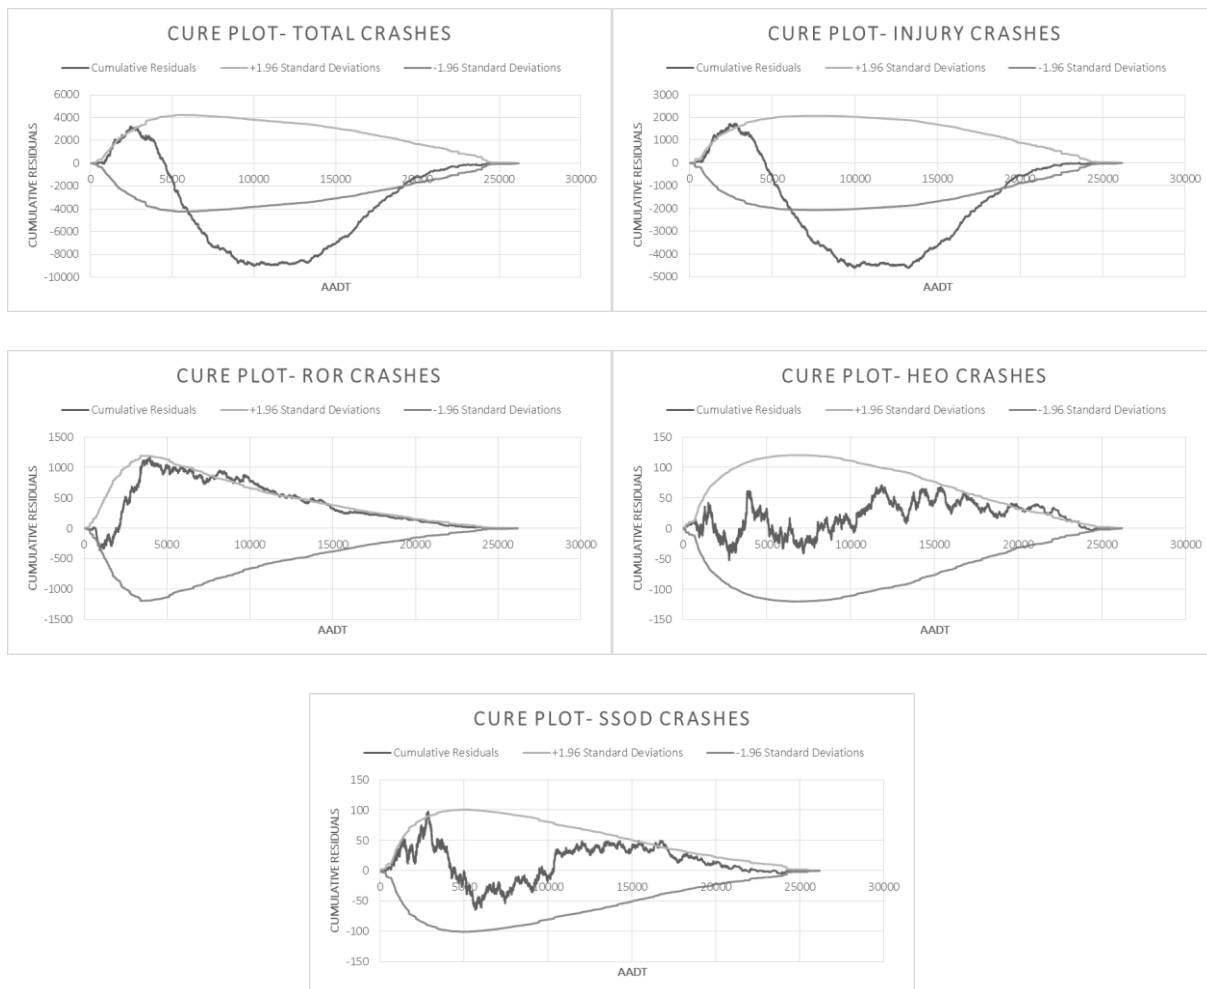 CURE PLOT- TOTAL CRASHES
Cumulative Residuals +1.96 Standard Deviations -1.96 Standard Deviations
6000
4000
2000
0
-2000
-4000
-6000
-8000
-10000
CUMULATIVE RESIDUALS
0 5000 10000 15000 20000 25000 30000
AADT
CURE PLOT- INJURY CRASHES
Cumulative Residuals +1.96 Standard Deviations -1.96 Standard Deviations
3000
2000
1000
0
-1000
-2000
-3000
-4000
-5000
CUMULATIVE RESIDUALS
0 5000 10000 15000 20000 25000 30000
AADT
CURE PLOT- ROR CRASHES
Cumulative Residuals +1.96 Standard Deviations -1.96 Standard Deviations
1500
1000
500
0
-500
-1000
-1500
CUMULATIVE RESIDUALS
0 5000 10000 15000 20000 25000 30000
AADT
CURE PLOT- HEO CRASHES
Cumulative Residuals +1.96 Standard Deviations -1.96 Standard Deviations
150
100
50
0
-50
-100
-150
CUMULATIVE RESIDUALS
0 5000 10000 15000 20000 25000 30000
AADT
CURE PLOT- SSOD CRASHES
Cumulative Residuals +1.96 Standard Deviations -1.96 Standard Deviations
150
100
50
0
-50
-100
-150
CUMULATIVE RESIDUALS
0 5000 10000 15000 20000 25000 30000
AADT